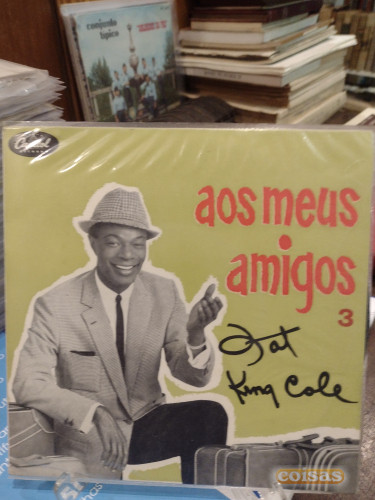 conjunto
típico
Capitol
aos meus
amigos
3
Nat
King Cole
coisas